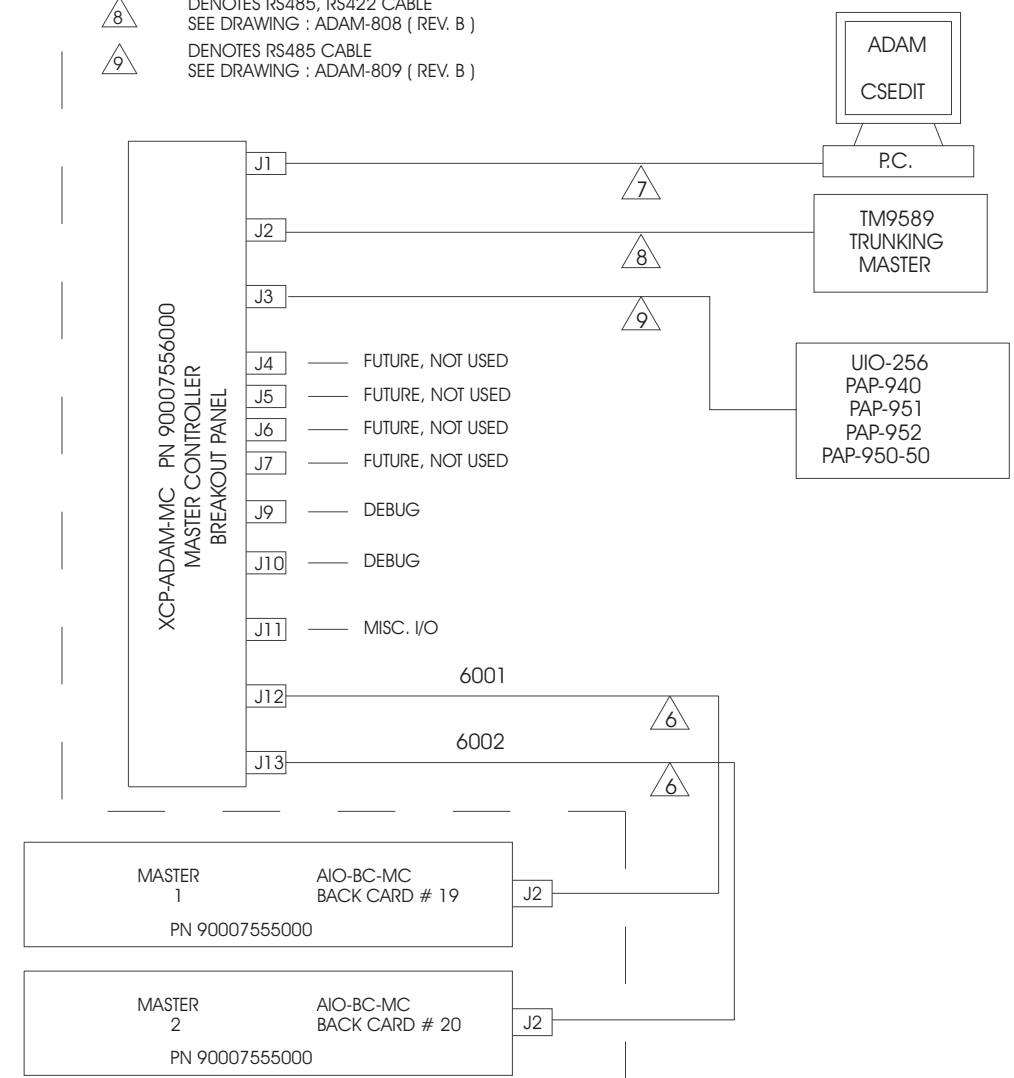 8 DENOTES RS485, RS422 CABLE
SEE DRAWING : ADAM-808 ( REV. B )
9 DENOTES RS485 CABLE
SEE DRAWING : ADAM-809 ( REV. B )
ADAM
CSEDIT
P.C.
J1
7
J2
8
TM9589
TRUNKING
MASTER
J3
9
UIO-256
PAP-940
PAP-951
PAP-952
PAP-950-50
XCP-ADAM-MC PN 90007556000
MASTER CONTROLLER
BREAKOUT PANEL
J4 FUTURE, NOT USED
J5 FUTURE, NOT USED
J6 FUTURE, NOT USED
J7 FUTURE, NOT USED
J9 DEBUG
J10 DEBUG
J11 MISC. I/O
6001
J12
6
6002
J13
6
MASTER
1
AIO-BC-MC
BACK CARD # 19
PN 90007555000
J2
MASTER
2
AIO-BC-MC
BACK CARD # 20
PN 90007555000
J2